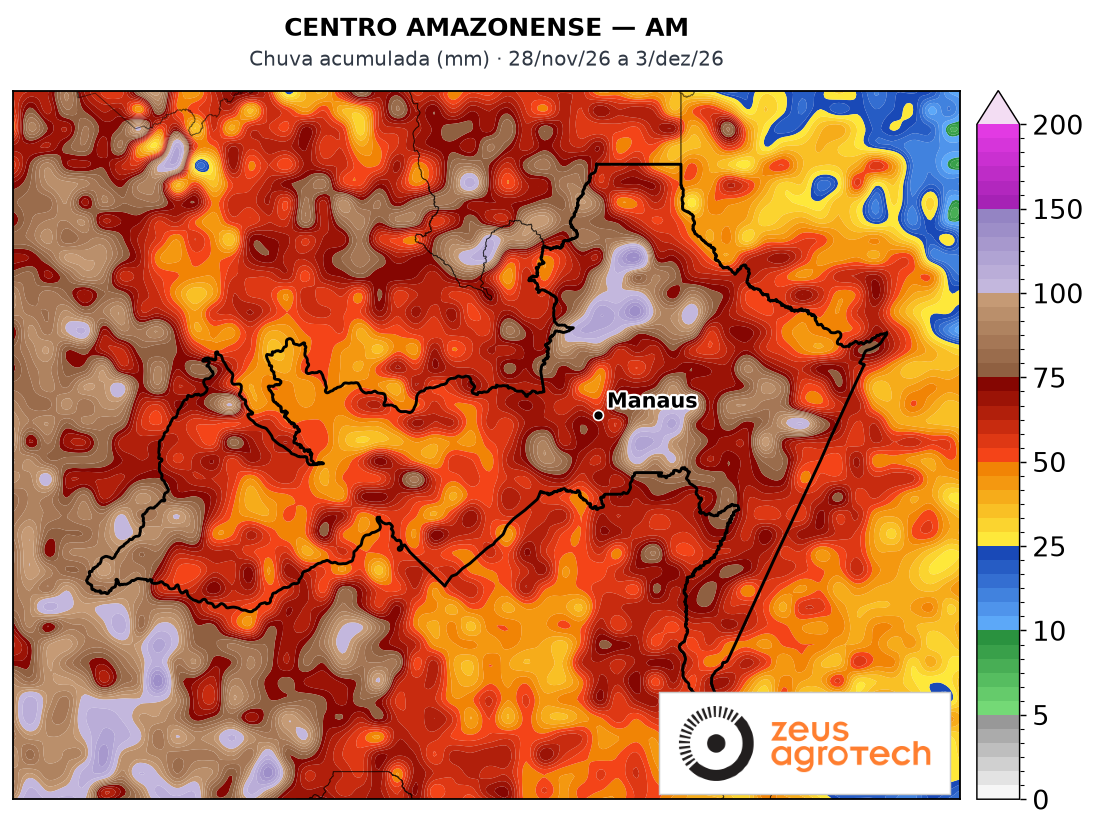 CENTRO AMAZONENSE — AM
Chuva acumulada (mm) · 28/nov/26 a 3/dez/26
200
150
100
75
50
25
10
5
0
Manaus
zeus
agrotech